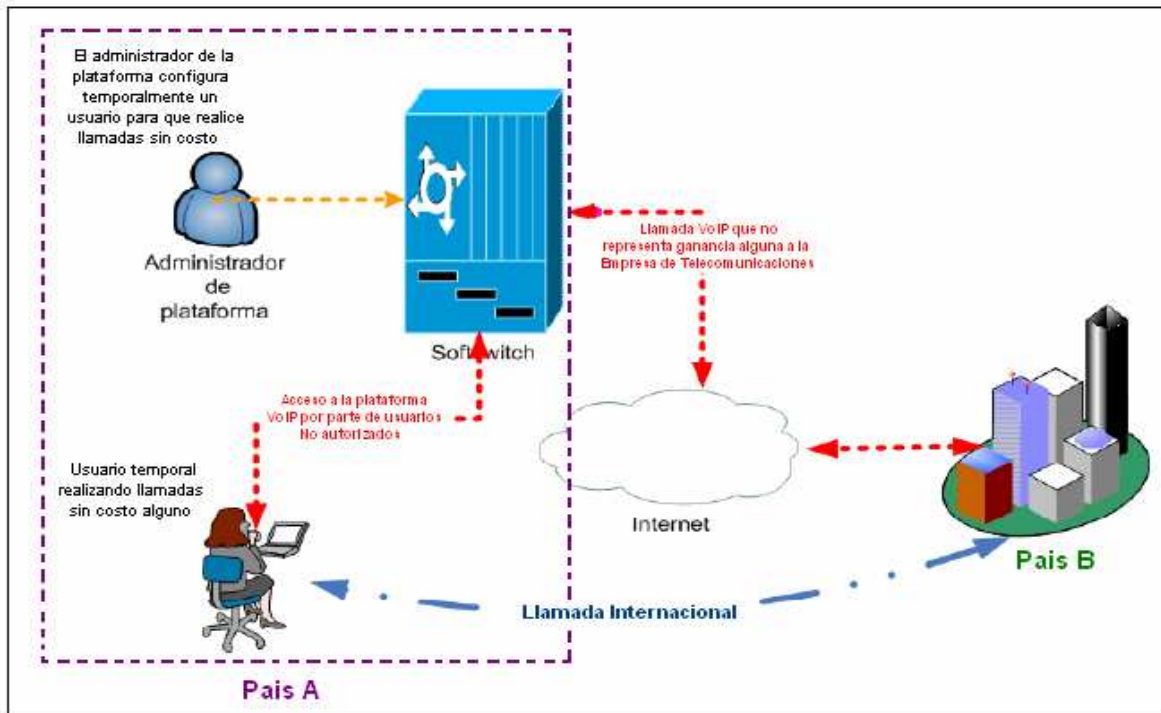 El administrador de la
plataforma configura
temporalmente un
usuario para que realice
llamadas sin costo
Administrador
de
plataforma
Softswitch
Llamada VoIP que no
representa ganancia alguna a la
Empresa de Telecomunicaciones
Acceso a la plataforma
VoIP por parte de usuarios
No autorizados
Usuario temporal
realizando llamadas
sin costo alguno
Internet
Pais B
Llamada Internacional
Pais A